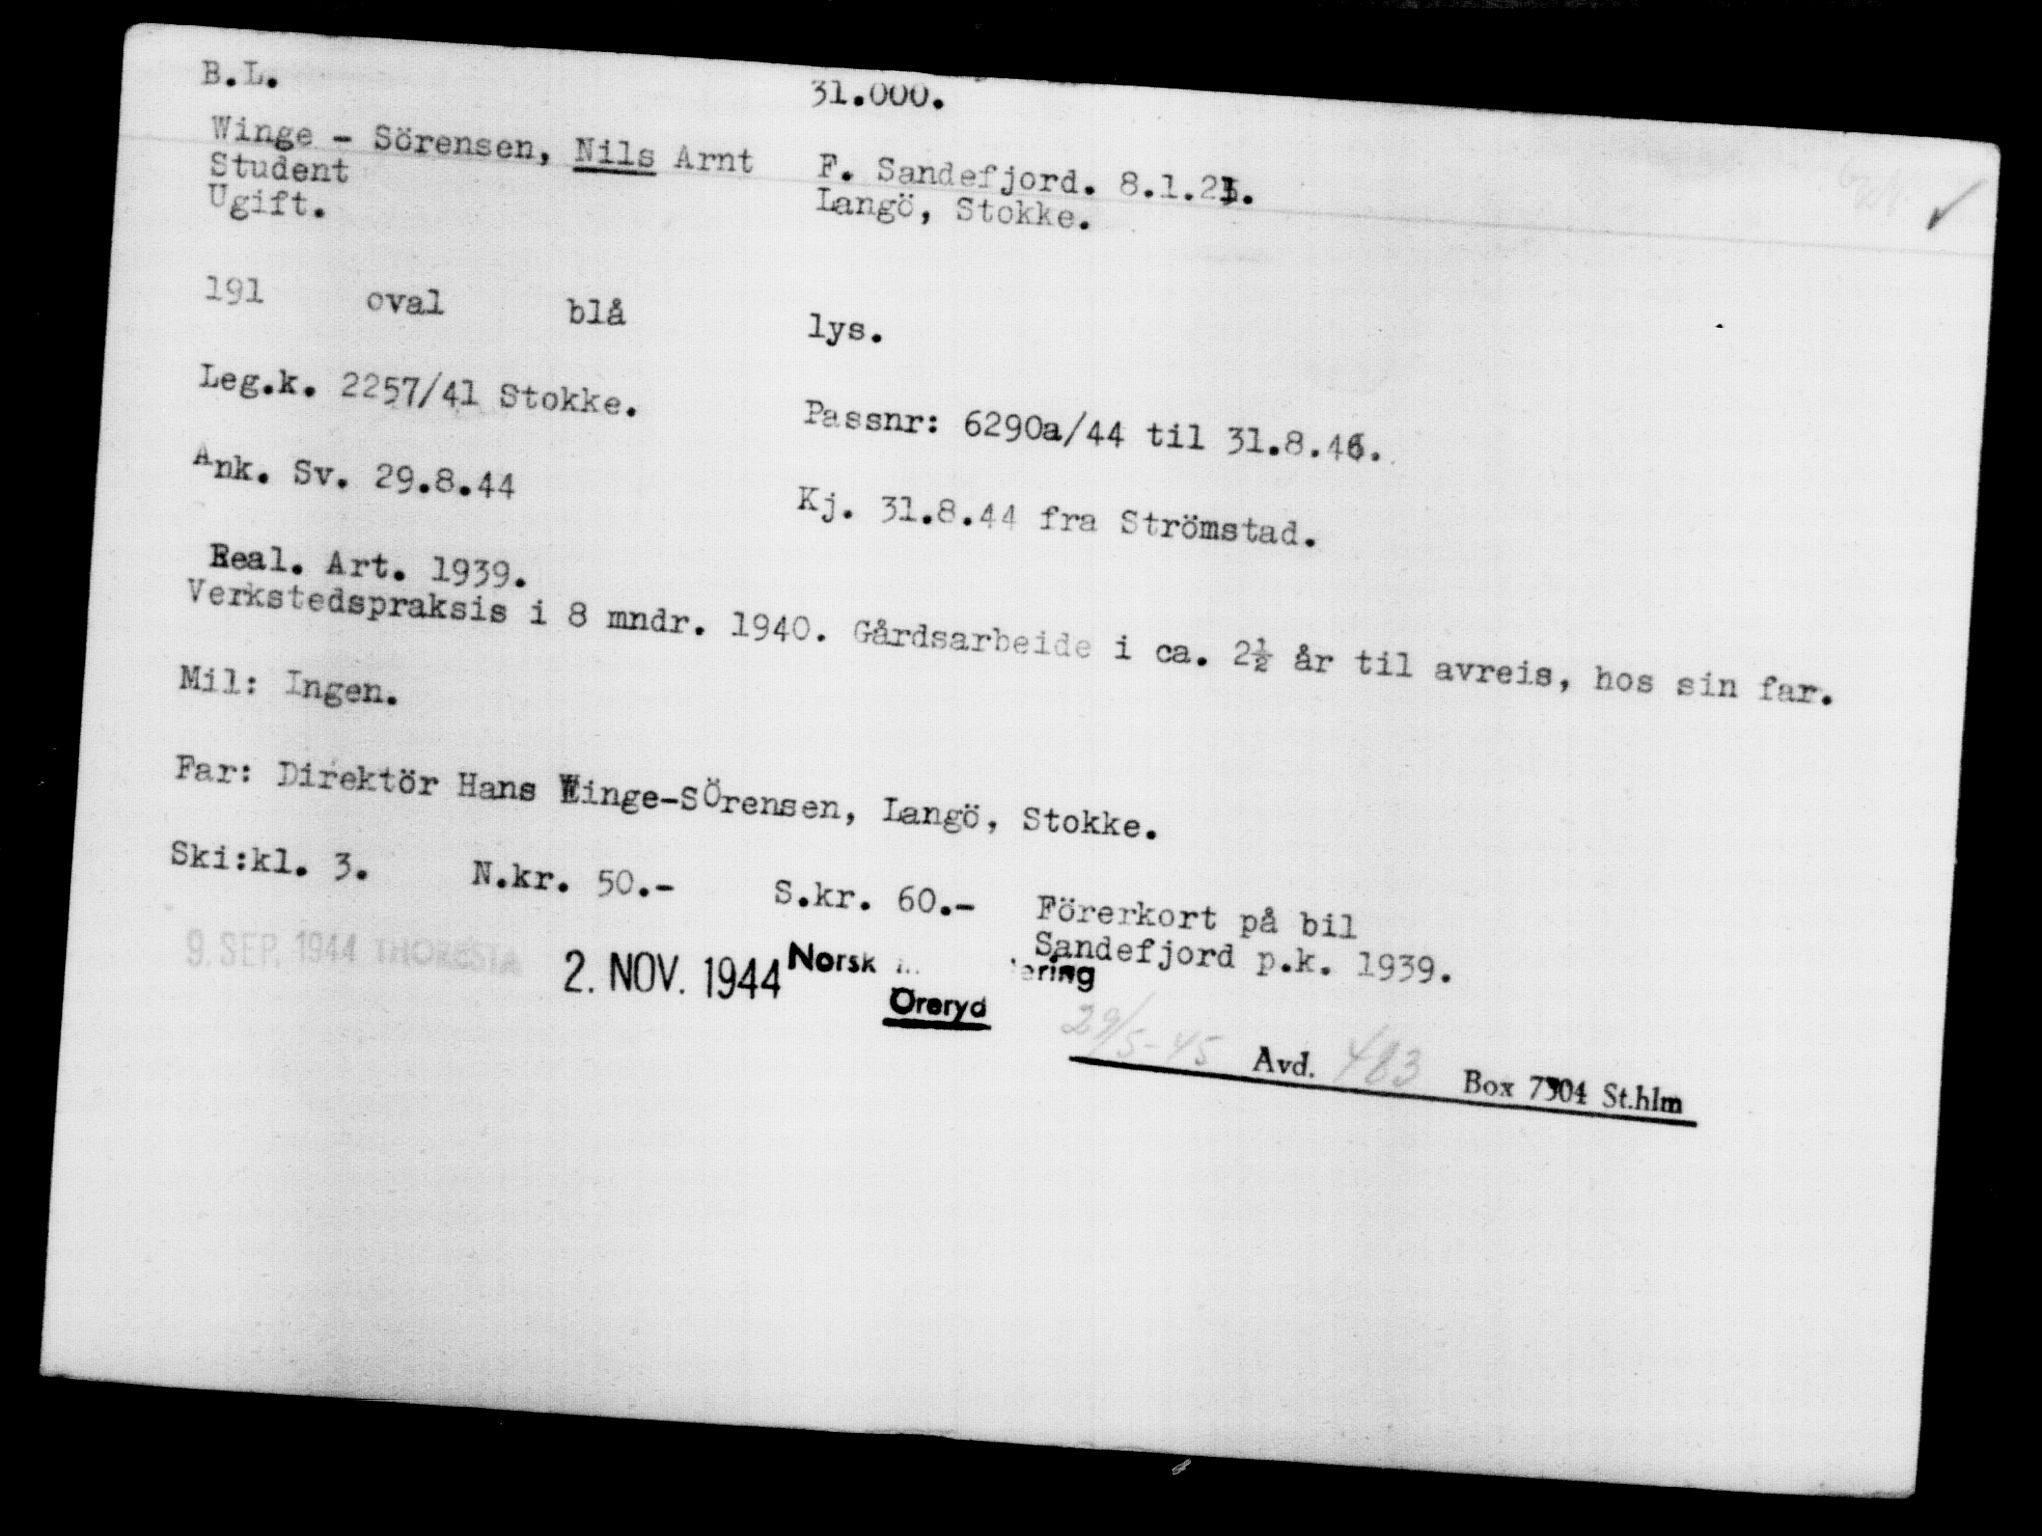 B.L. 31.000.
Winge - Sörensen, Nils Arnt F. Sandefjord. 8.1.21.
Student Langö, Stokke.
Ugift.
191 oval blå lys.
Leg.k. 2257/41 Stokke. Passnr: 6290a/44 til 31.8.46.
Ank. Sv. 29.8.44 Kj. 31.8.44 fra Strömstad.
Real. Art. 1939.
Verkstedspraksis i 8 mndr. 1940. Gårdsarbeide i ca. 2½ år til avreis, hos sin far.
Mil: Ingen.
Far: Direktör Hans Winge-SÖrensen, Langö, Stokke.
Ski:kl. 3. N.kr. 50.- S.kr. 60.- Förerkort på bil
Sandefjord p.k. 1939.
9. SEP. 1944 THORESTA
2. NOV. 1944 Norsk
Öreryd
29/5-45 Avd. 483 Box 7304 St.hlm